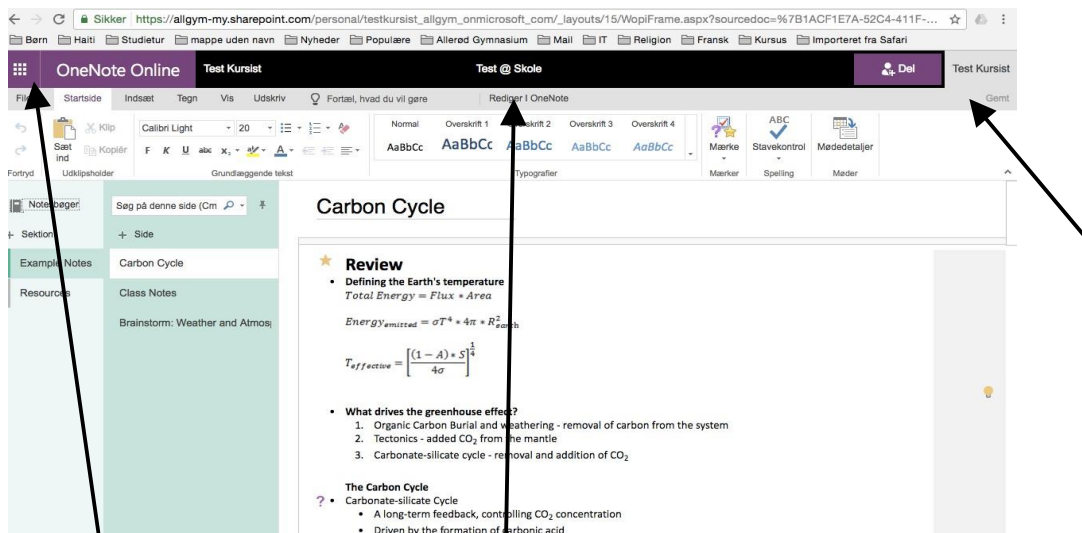 Sikker https://allgym-my.sharepoint.com/personal/testkursist_allgym_onmicrosoft_com/_layouts/15/WopiFrame.aspx?sourcedoc=%7B1ACF1E7A-52C4-411F-...
Børn Haiti Studietur mappe uden navn Nyheder Populære Allerød Gymnasium Mail IT Religion Fransk Kursus Importeret fra Safari
OneNote Online Test Kursist Test @ Skole Del Test Kursist
Startside Indsæt Tegn Vis Udskriv Fortæl, hvad du vil gøre Rediger I OneNote Gemt
Sæt ind Klip Kopiér Calibri Light 20 F K U abc x₂ A
Normal Overskrift 1 Overskrift 2 Overskrift 3 Overskrift 4
AaBbCc AaBbCc AaBbCc AaBbCc AaBbCc
Mærke ABC Stavekontrol Mødedetaljer
Fortryd Udklipsholder Grundlæggende tekst Typografier Mærker Spelling Møder
Notesbøger Søg på denne side (Cm
+ Sektion + Side
Example Notes Carbon Cycle
Resources Class Notes
Brainstorm: Weather and Atmos
Carbon Cycle
Review
• Defining the Earth's temperature
Total Energy = Flux * Area
Energy_emitted = σT⁴ * 4π * R²_earth
T_effective = [((1 − A) * S) / 4σ]^(1/4)
• What drives the greenhouse effect?
1. Organic Carbon Burial and weathering - removal of carbon from the system
2. Tectonics - added CO₂ from the mantle
3. Carbonate-silicate cycle - removal and addition of CO₂
The Carbon Cycle
? • Carbonate-silicate Cycle
• A long-term feedback, controlling CO₂ concentration
• Driven by the formation of carbonic acid